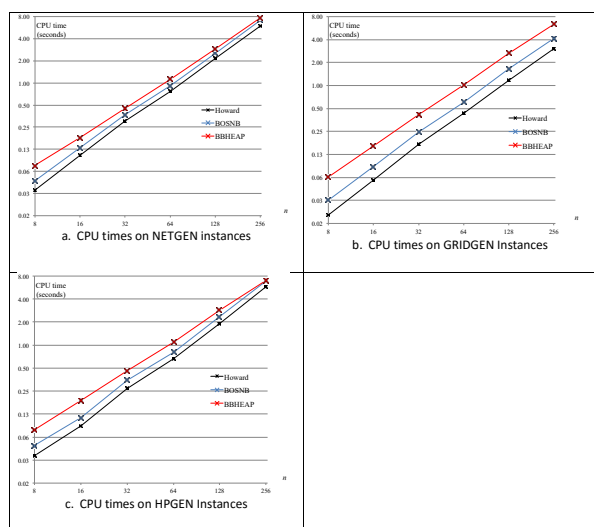 8.00
CPU time
(seconds)
4.00
2.00
1.00
0.50
0.25
0.13
0.06
0.03
0.02
Howard
BOSNB
BBHEAP
n
8 16 32 64 128 256
a. CPU times on NETGEN instances
8.00
CPU time
(seconds)
4.00
2.00
1.00
0.50
0.25
0.13
0.06
0.03
0.02
Howard
BOSNB
BBHEAP
n
8 16 32 64 128 256
b. CPU times on GRIDGEN Instances
8.00
CPU time
(seconds)
4.00
2.00
1.00
0.50
0.25
0.13
0.06
0.03
0.02
Howard
BOSNB
BBHEAP
n
8 16 32 64 128 256
c. CPU times on HPGEN Instances